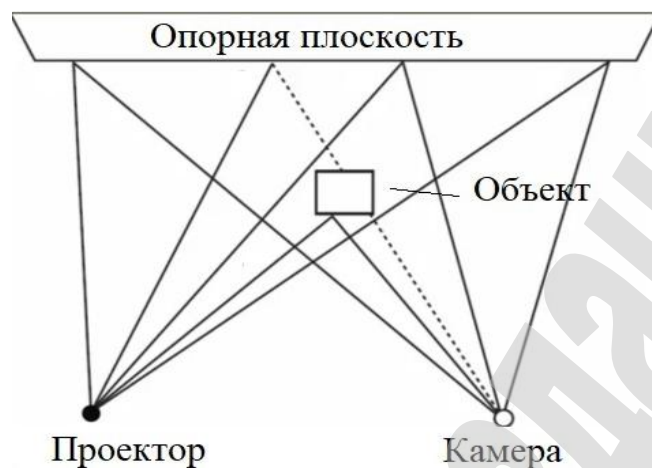 Опорная плоскость
Объект
Проектор
Камера